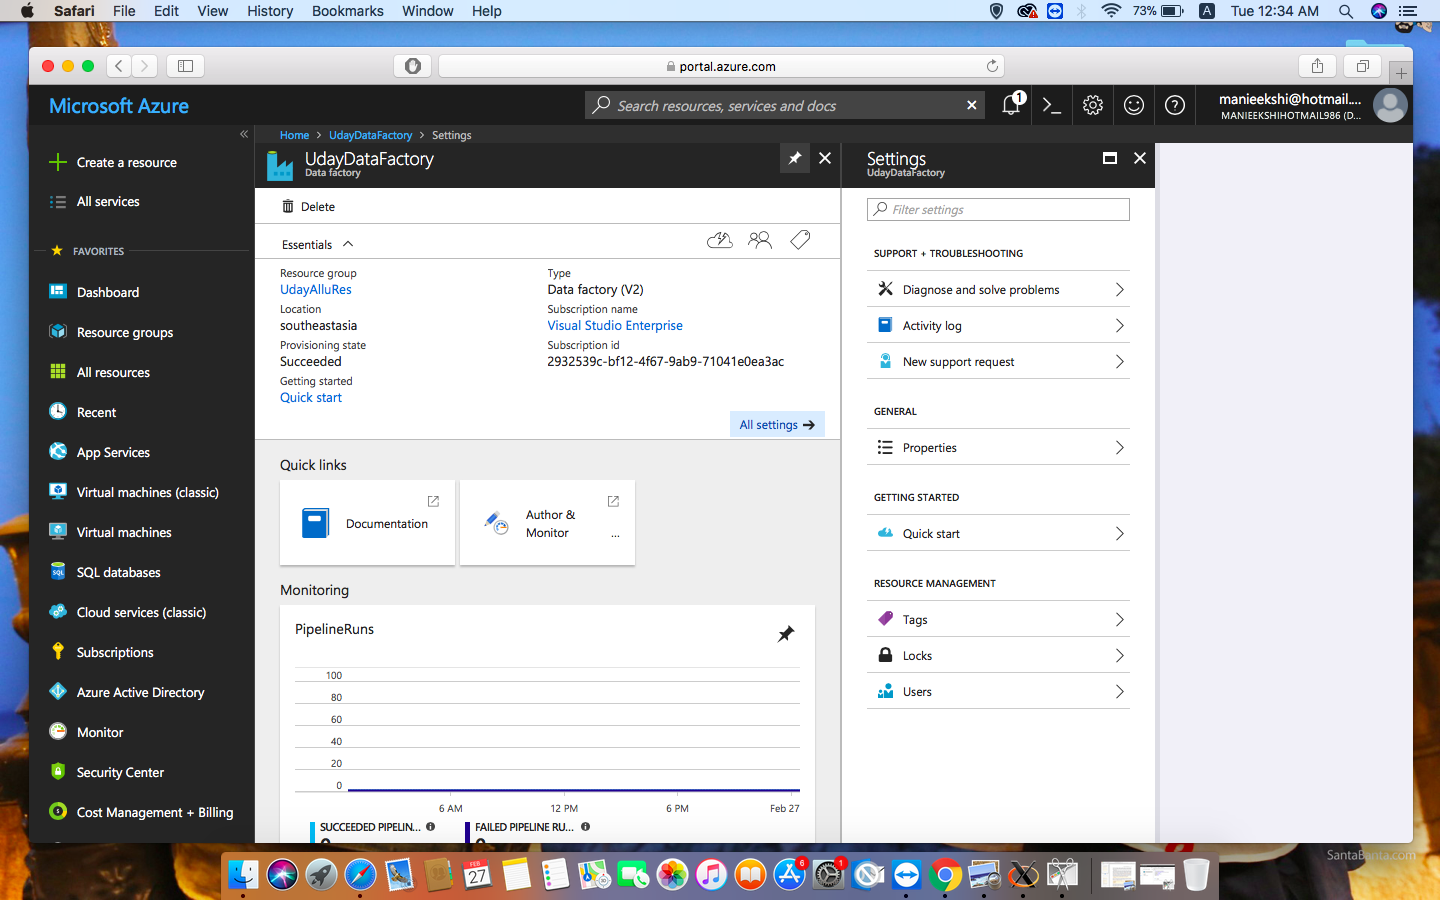 Safari File Edit View History Bookmarks Window Help
73% A Tue 12:34 AM
portal.azure.com
Microsoft Azure
Search resources, services and docs
1
manieekshi@hotmail....
MANIEEKSHIHOTMAIL986 (D...
Home > UdayDataFactory > Settings
Create a resource
All services
FAVORITES
Dashboard
Resource groups
All resources
Recent
App Services
Virtual machines (classic)
Virtual machines
SQL databases
Cloud services (classic)
Subscriptions
Azure Active Directory
Monitor
Security Center
Cost Management + Billing
UdayDataFactory
Data factory
Delete
Essentials
Resource group
UdayAlluRes
Location
southeastasia
Provisioning state
Succeeded
Getting started
Quick start
Type
Data factory (V2)
Subscription name
Visual Studio Enterprise
Subscription id
2932539c-bf12-4f67-9ab9-71041e0ea3ac
All settings
Quick links
Documentation
Author &
Monitor ...
Monitoring
PipelineRuns
100
80
60
40
20
0
6 AM 12 PM 6 PM Feb 27
SUCCEEDED PIPELIN...
FAILED PIPELINE RU...
Settings
UdayDataFactory
Filter settings
SUPPORT + TROUBLESHOOTING
Diagnose and solve problems
Activity log
New support request
GENERAL
Properties
GETTING STARTED
Quick start
RESOURCE MANAGEMENT
Tags
Locks
Users
SantaBanta.com
FEB
27
6
1